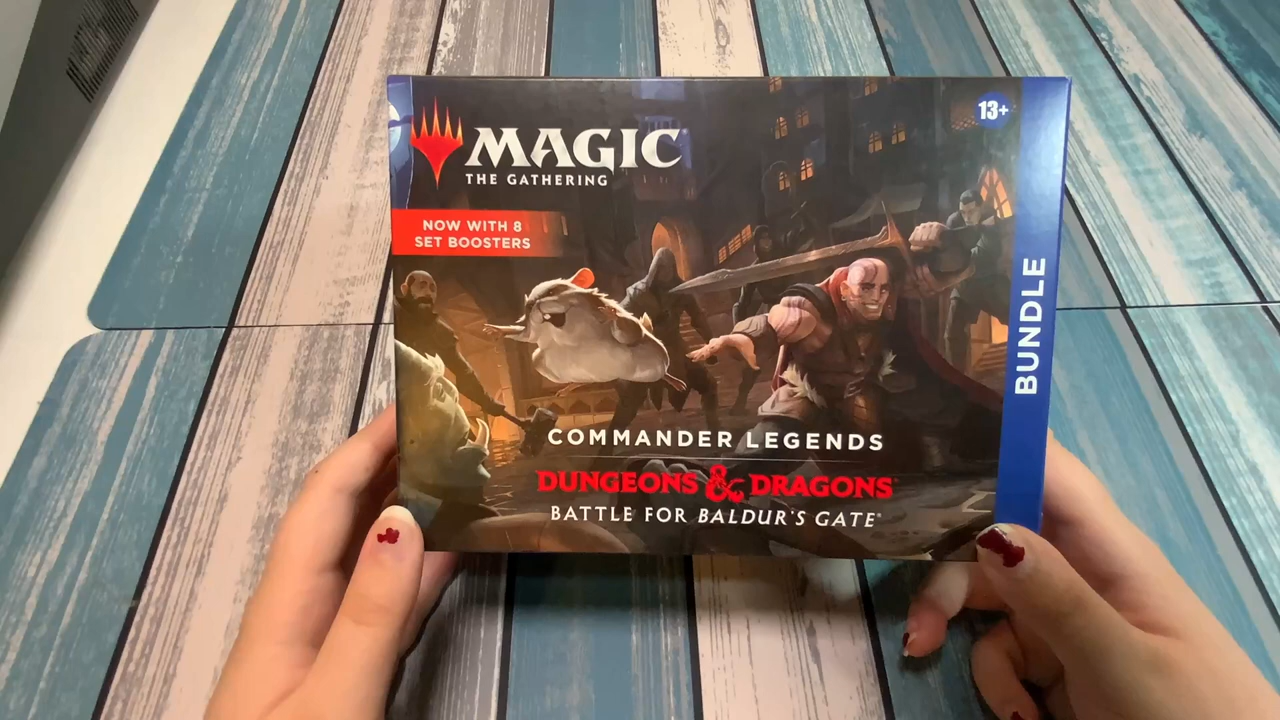 MAGIC
THE GATHERING
13+
NOW WITH 8
SET BOOSTERS
BUNDLE
COMMANDER LEGENDS
DUNGEONS & DRAGONS
BATTLE FOR BALDUR'S GATE